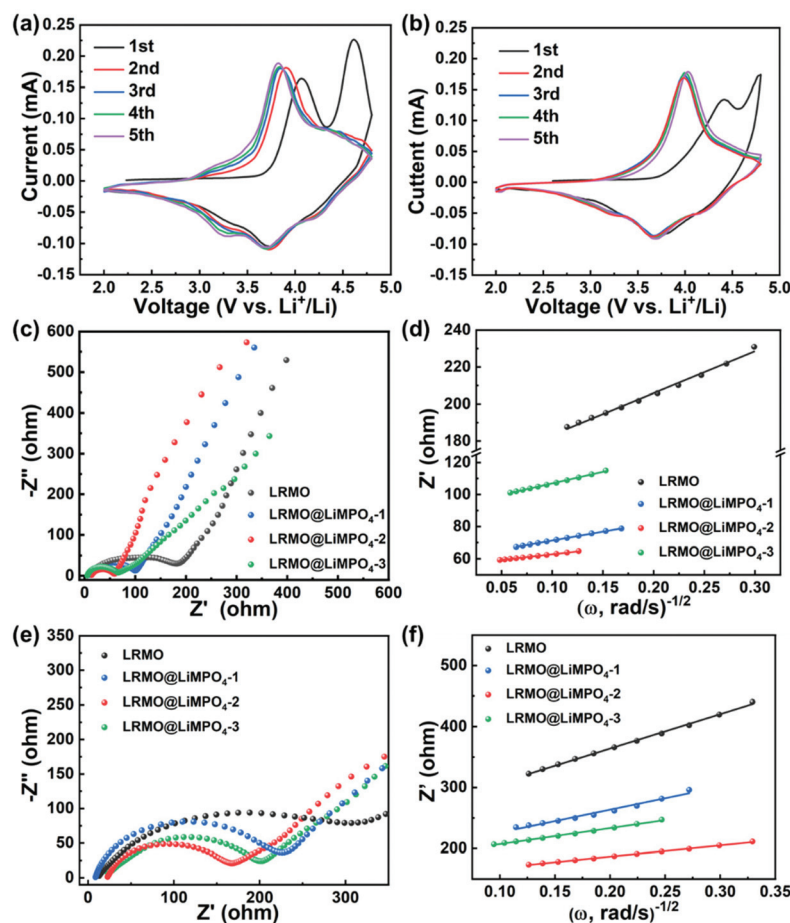 (a)
1st
2nd
3rd
4th
5th
Current (mA)
0.25
0.20
0.15
0.10
0.05
0.00
-0.05
-0.10
0.15
2.0 2.5 3.0 3.5 4.0 4.5 5.0
Voltage (V vs. Li⁺/Li)
(b)
1st
2nd
3rd
4th
5th
Cuttent (mA)
0.25
0.20
0.15
0.10
0.05
0.00
0.05
-0.10
0.15
2.0 2.5 3.0 3.5 4.0 4.5 5.0
Voltage (V vs. Li⁺/Li)
(c)
-Z'' (ohm)
600
500
400
300
200
100
50
0
LRMO
LRMO@LiMPO₄-1
LRMO@LiMPO₄-2
LRMO@LiMPO₄-3
0 100 200 300 400 500 600
Z' (ohm)
(d)
Z' (ohm)
240
220
200
180
140
120
100
80
60
LRMO
LRMO@LiMPO₄-1
LRMO@LiMPO₄-2
LRMO@LiMPO₄-3
0.05 0.10 0.15 0.20 0.25 0.30
(ω, rad/s)⁻¹/²
(e)
-Z'' (ohm)
350
300
250
200
150
100
50
0
LRMO
LRMO@LiMPO₄-1
LRMO@LiMPO₄-2
LRMO@LiMPO₄-3
0 100 200 300
Z' (ohm)
(f)
Z' (ohm)
500
400
300
200
LRMO
LRMO@LiMPO₄-1
LRMO@LiMPO₄-2
LRMO@LiMPO₄-3
0.10 0.15 0.20 0.25 0.30 0.35
(ω, rad/s)⁻¹/²